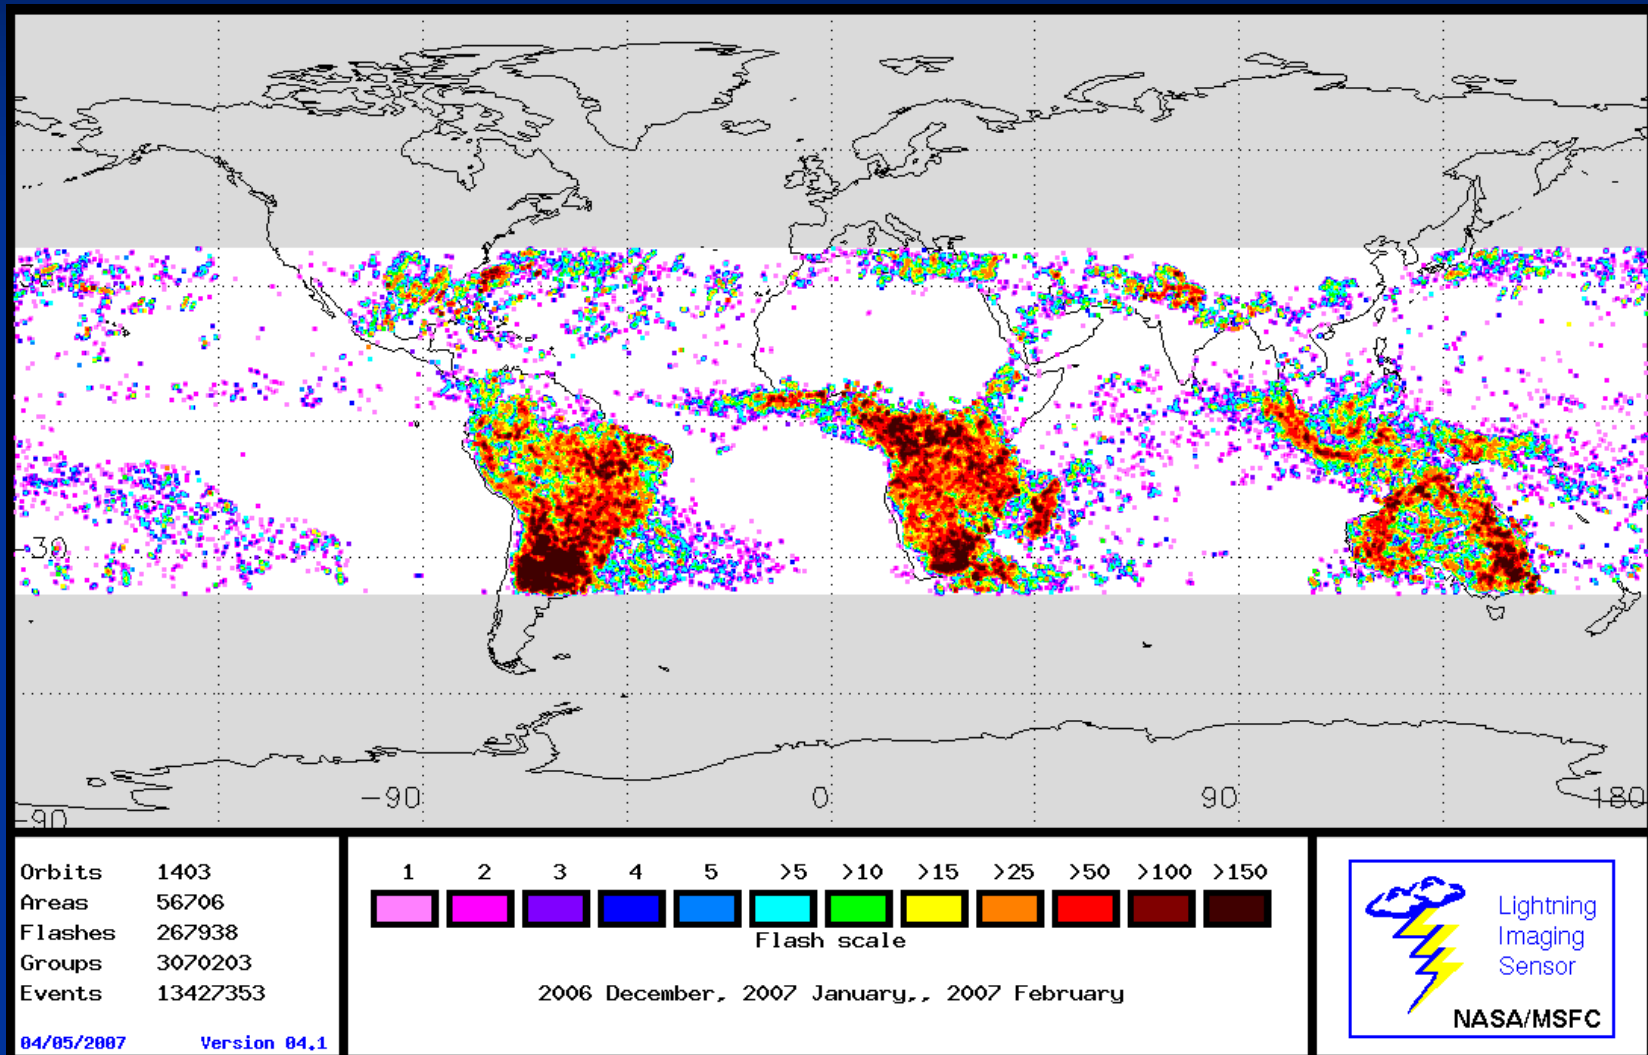 -30
-90
0
90
180
-90
Orbits 1403
Areas 56706
Flashes 267938
Groups 3070203
Events 13427353
04/05/2007 Version 04.1
1 2 3 4 5 >5 >10 >15 >25 >50 >100 >150
Flash scale
2006 December, 2007 January,, 2007 February
Lightning
Imaging
Sensor
NASA/MSFC